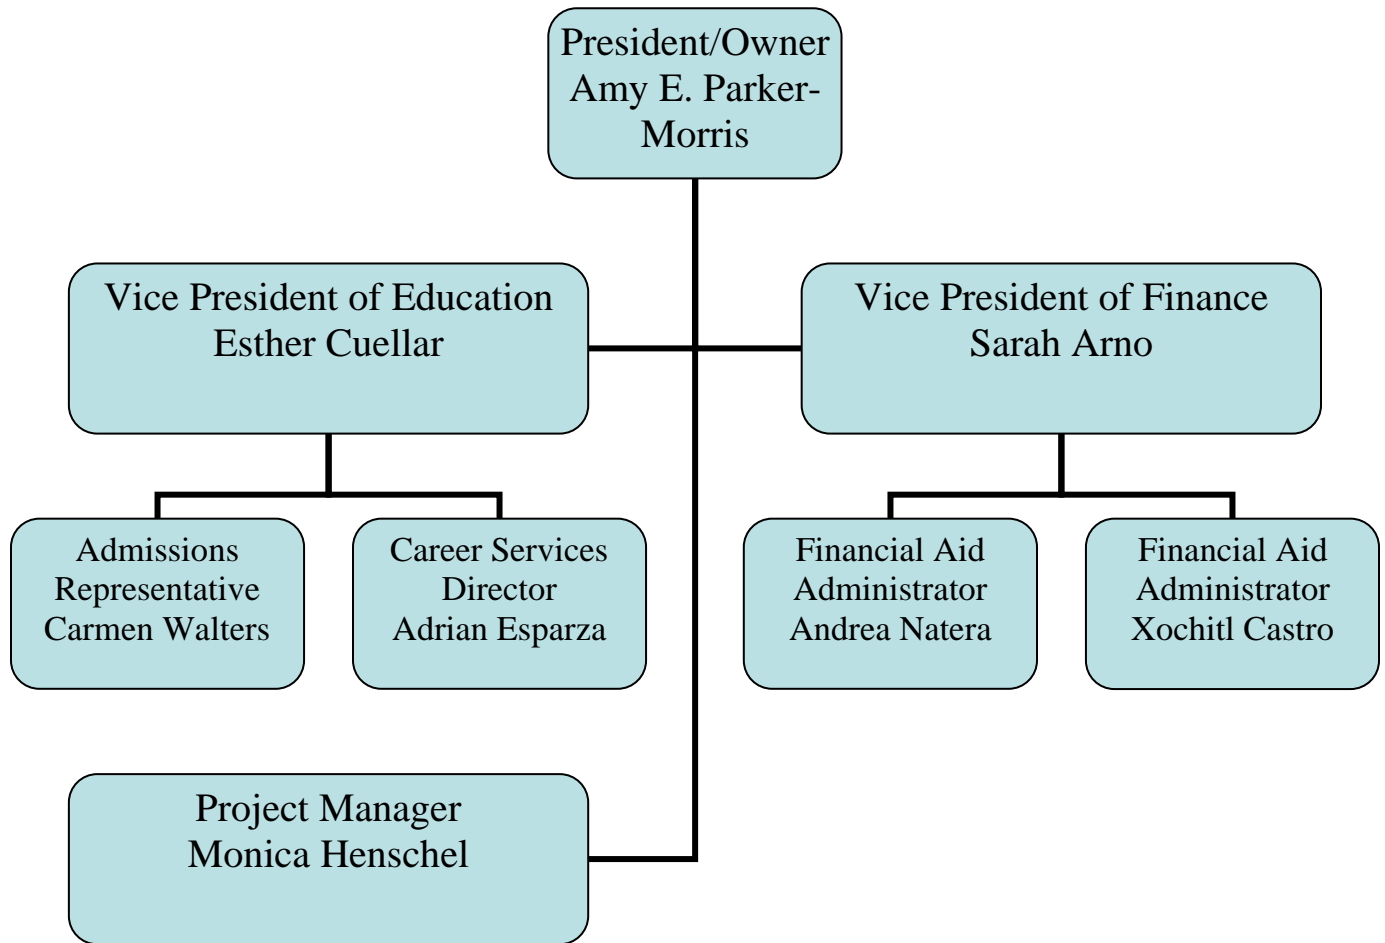 President/Owner
Amy E. Parker-
Morris
Vice President of Education
Esther Cuellar
Vice President of Finance
Sarah Arno
Admissions
Representative
Carmen Walters
Career Services
Director
Adrian Esparza
Financial Aid
Administrator
Andrea Natera
Financial Aid
Administrator
Xochitl Castro
Project Manager
Monica Henschel